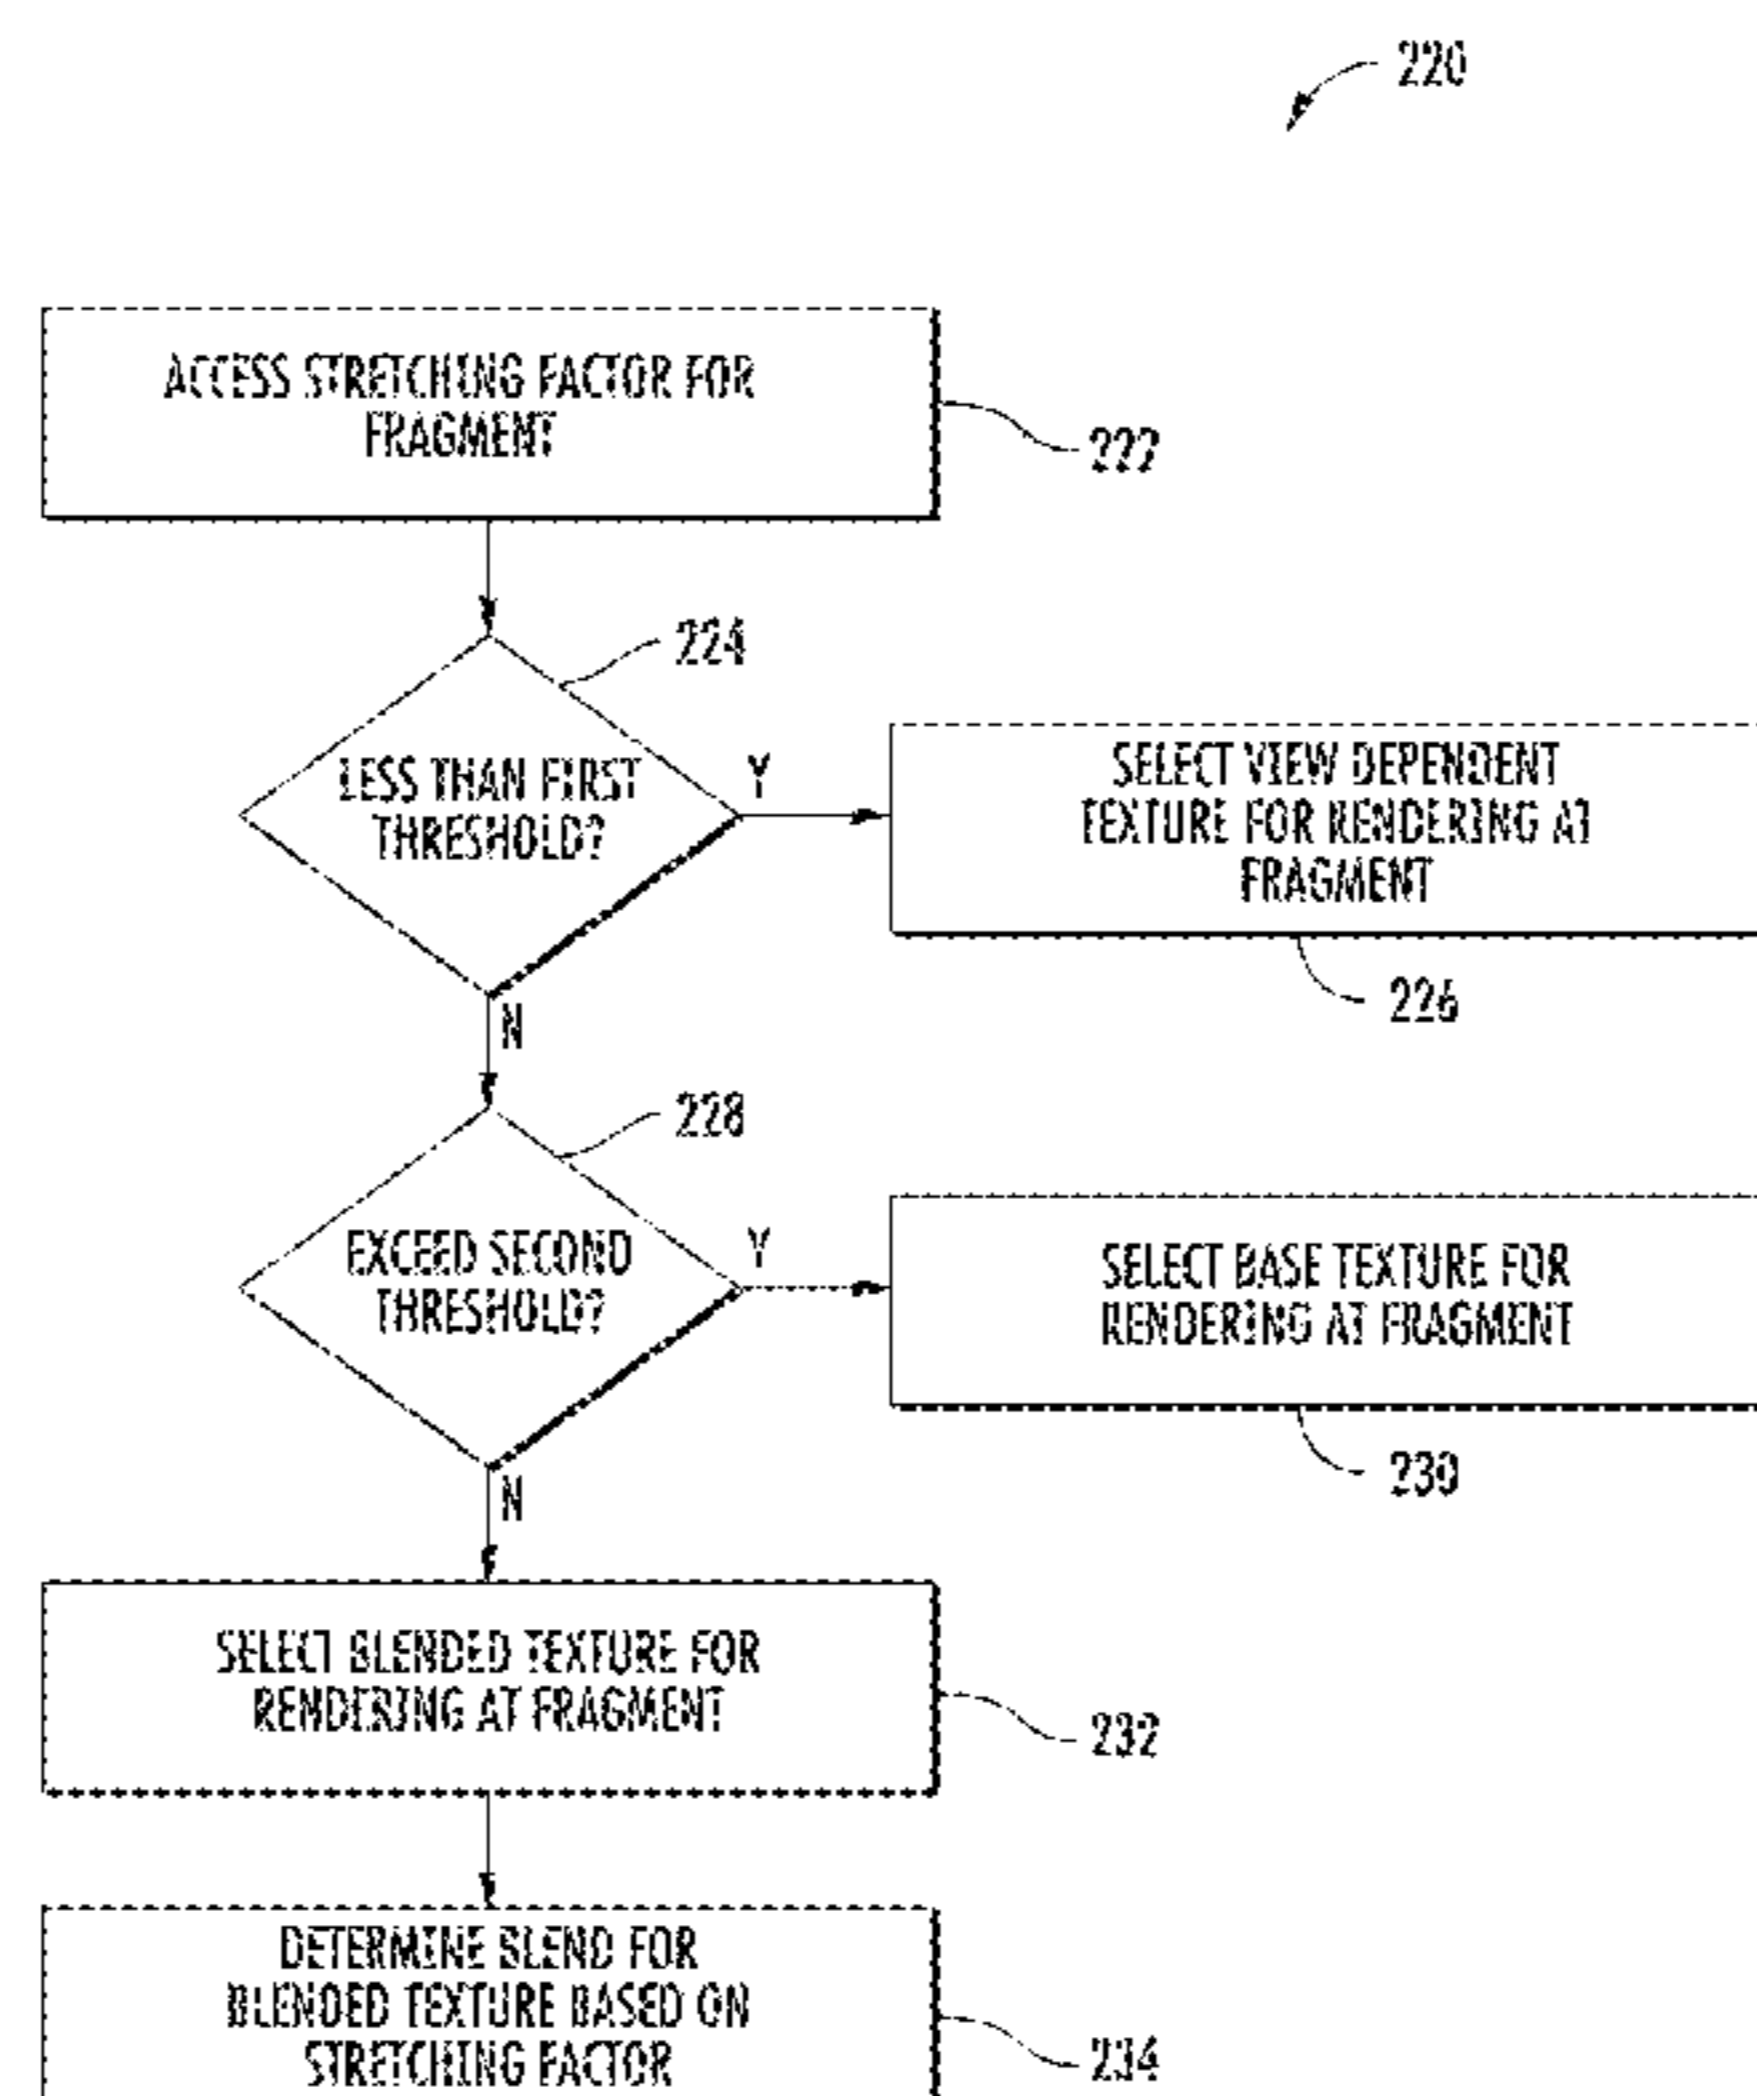 220
ACCESS STRETCHING FACTOR FOR
FRAGMENT
222
224
LESS THAN FIRST
THRESHOLD?
Y
SELECT VIEW DEPENDENT
TEXTURE FOR RENDERING AT
FRAGMENT
226
N
228
EXCEED SECOND
THRESHOLD?
Y
SELECT BASE TEXTURE FOR
RENDERING AT FRAGMENT
230
N
SELECT BLENDED TEXTURE FOR
RENDERING AT FRAGMENT
232
DETERMINE BLEND FOR
BLENDED TEXTURE BASED ON
STRETCHING FACTOR
234